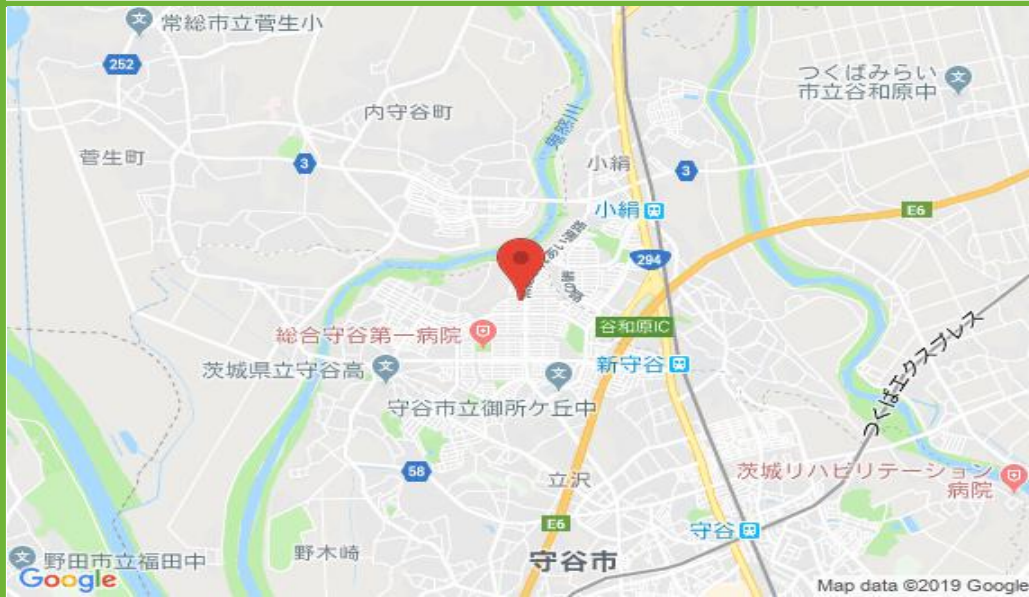 常総市立菅生小
252
つくばみらい
市立谷和原中
内守谷町
鬼怒川
菅生町
3
小絹
3
小絹
E6
294
谷和原IC
総合守谷第一病院
新守谷
茨城県立守谷高
守谷市立御所ケ丘中
つくばエクスプレス
58
立沢
茨城リハビリテーション
病院
E6
守谷
野田市立福田中
野木崎
守谷市
Google
Map data ©2019 Google